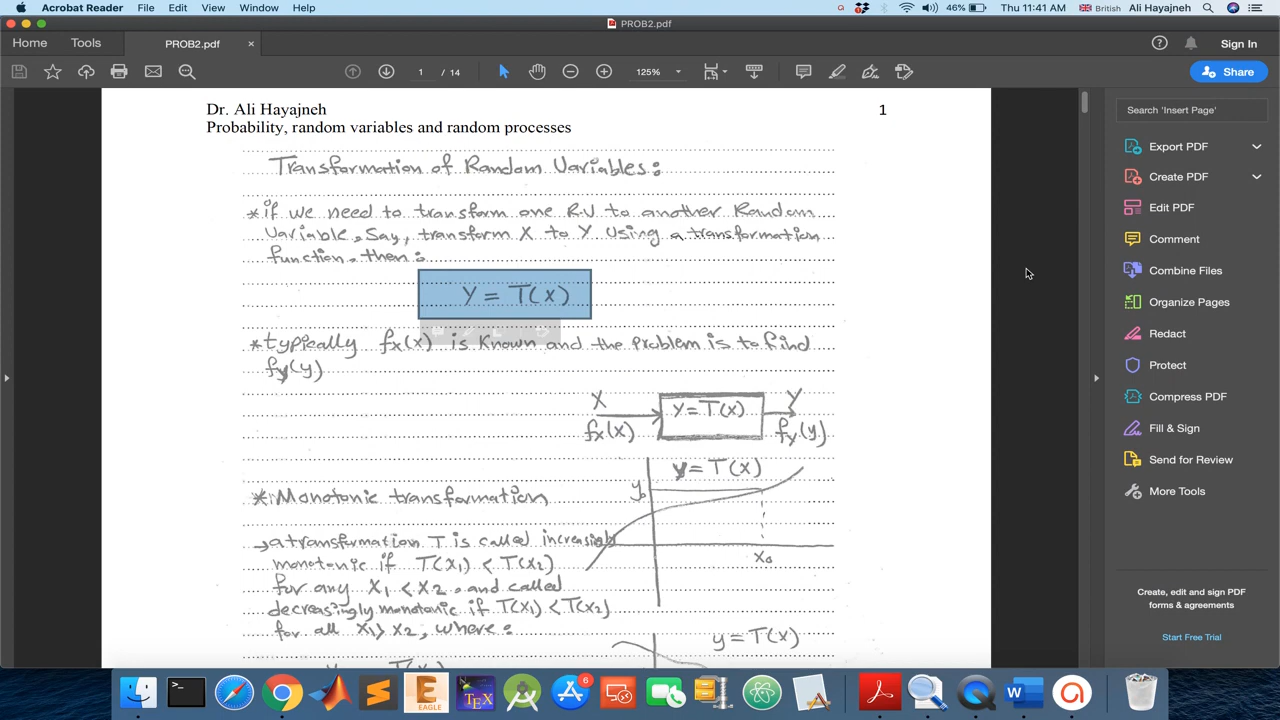 Acrobat Reader File Edit View Window Help 46% Thu 11:41 AM British Ali Hayajneh
PROB2.pdf
Home Tools PROB2.pdf × Sign In
1 / 14 125% Share
Dr. Ali Hayajneh 1
Probability, random variables and random processes
Transformation of Random Variables:
* if we need to transform one R.V to another Random
Variable, Say, transform X to Y. Using a transformation
function, then:
Y = T(X)
* typically fx(x) is known and the problem is to find
fy(y)
X Y=T(X) Y
fx(x) fy(y)
y = T(X)
y₀
* Monotonic transformation
→ a transformation T is called increasingly
x₀
monotonic if T(X1) < T(X2)
for any X1 < X2, and called
decreasingly monotonic if T(X1) < T(X2)
for all X1 > X2, where:
y = T(X)
Search 'Insert Page'
Export PDF
Create PDF
Edit PDF
Comment
Combine Files
Organize Pages
Redact
Protect
Compress PDF
Fill & Sign
Send for Review
More Tools
Create, edit and sign PDF
forms & agreements
Start Free Trial
EAGLE
TEX
6
W